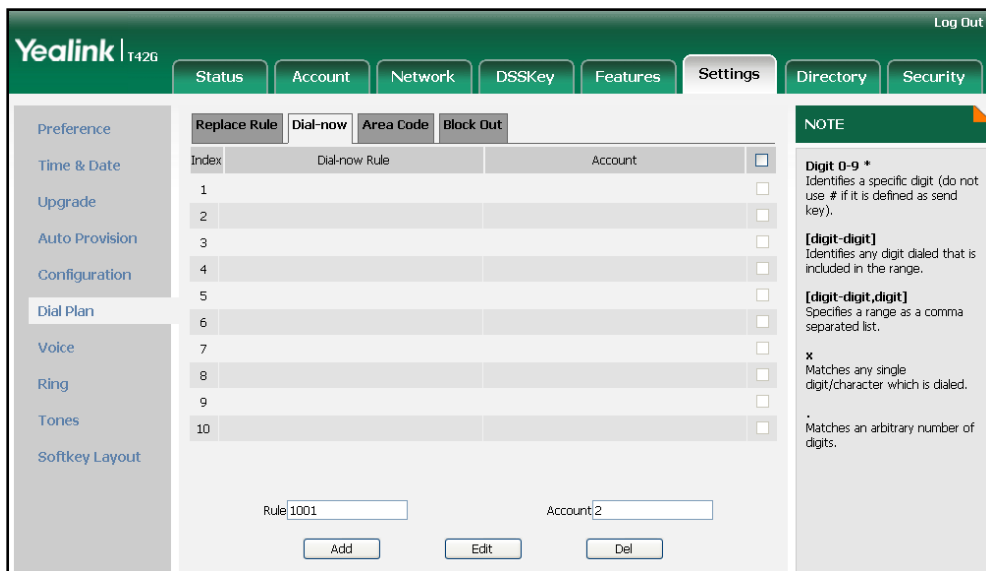 Log Out
Yealink | T42G
Status Account Network DSSKey Features Settings Directory Security
Preference
Time & Date
Upgrade
Auto Provision
Configuration
Dial Plan
Voice
Ring
Tones
Softkey Layout
Replace Rule Dial-now Area Code Block Out
Index Dial-now Rule Account
1
2
3
4
5
6
7
8
9
10
Rule 1001 Account 2
Add Edit Del
NOTE
Digit 0-9 *
Identifies a specific digit (do not
use # if it is defined as send
key).
[digit-digit]
Identifies any digit dialed that is
included in the range.
[digit-digit,digit]
Specifies a range as a comma
separated list.
x
Matches any single
digit/character which is dialed.
.
Matches an arbitrary number of
digits.